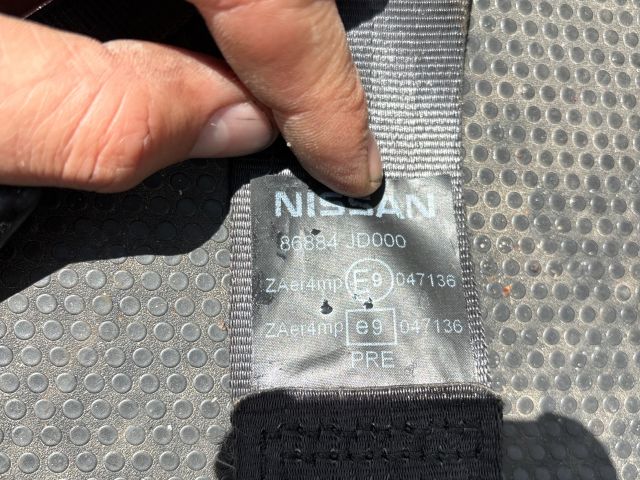 NISSAN
86884 JD000
ZAer4mp E9 047136
ZAer4mp e9 047136
PRE